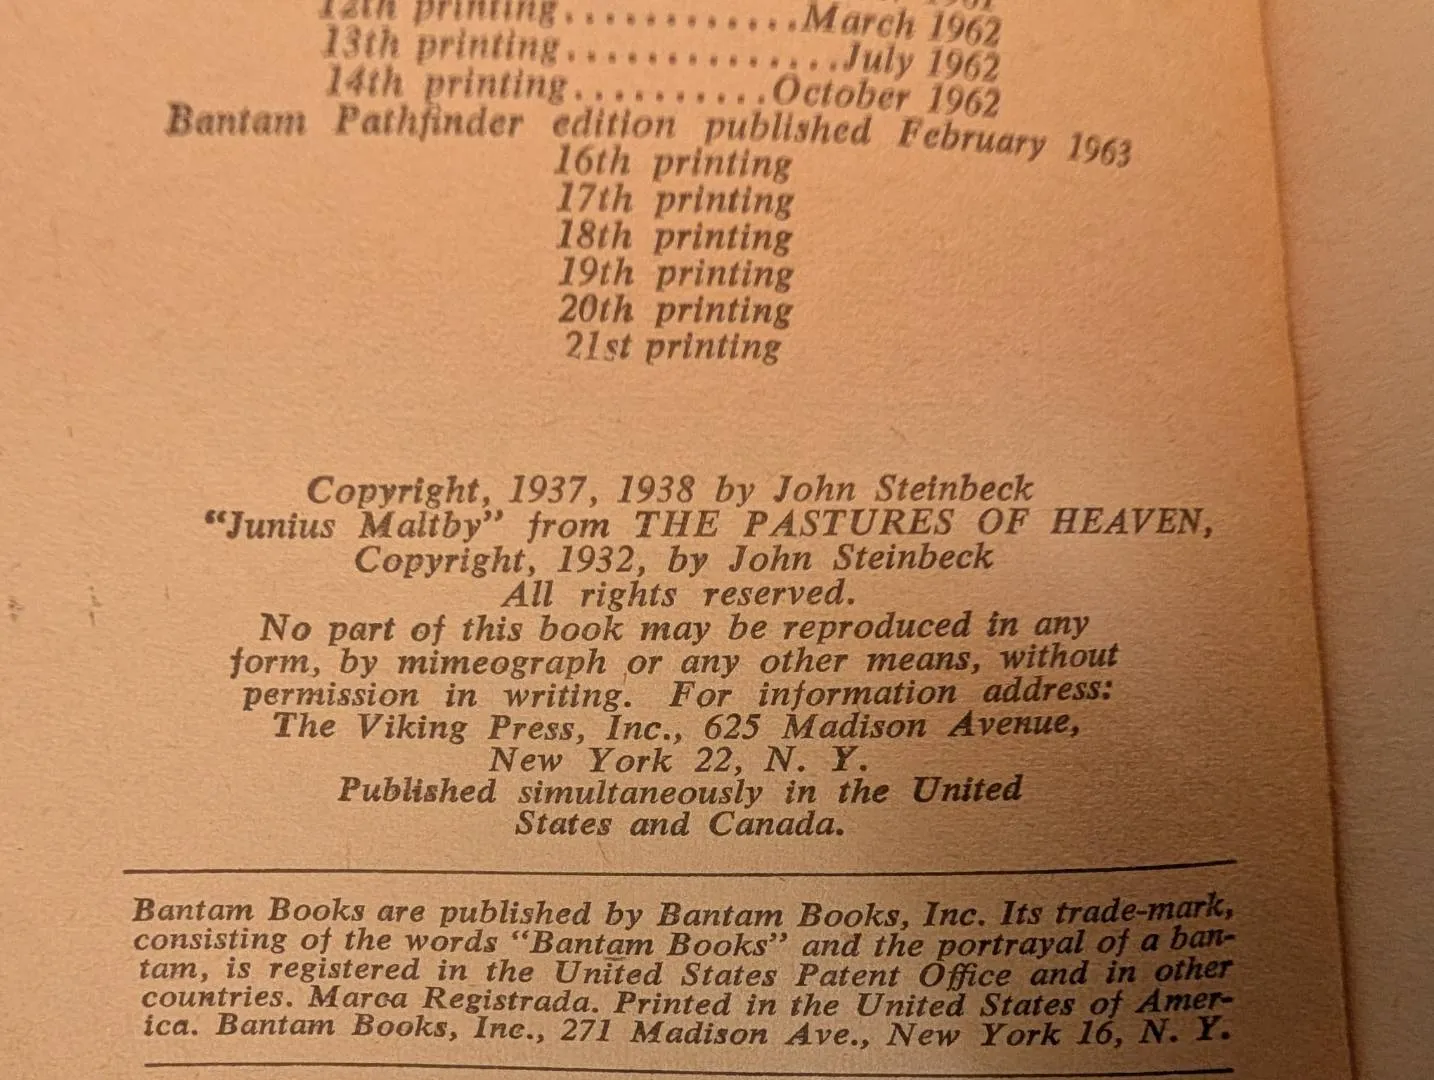 12th printing............March 1962
13th printing..............July 1962
14th printing..........October 1962
Bantam Pathfinder edition published February 1963
16th printing
17th printing
18th printing
19th printing
20th printing
21st printing
Copyright, 1937, 1938 by John Steinbeck
“Junius Maltby” from THE PASTURES OF HEAVEN,
Copyright, 1932, by John Steinbeck
All rights reserved.
No part of this book may be reproduced in any
form, by mimeograph or any other means, without
permission in writing. For information address:
The Viking Press, Inc., 625 Madison Avenue,
New York 22, N. Y.
Published simultaneously in the United
States and Canada.
Bantam Books are published by Bantam Books, Inc. Its trade-mark,
consisting of the words “Bantam Books” and the portrayal of a ban-
tam, is registered in the United States Patent Office and in other
countries. Marca Registrada. Printed in the United States of Amer-
ica. Bantam Books, Inc., 271 Madison Ave., New York 16, N. Y.